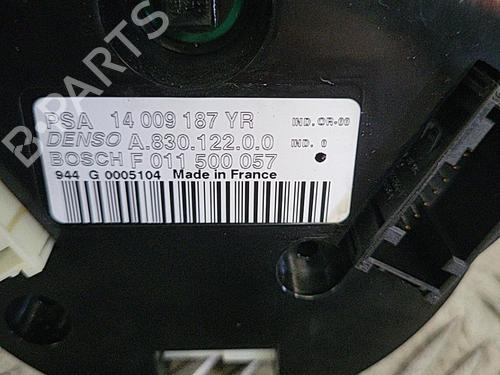 B-PARTS
PSA 14 009 187 YR IND.OR-00
DENSO A.830.122.0.0 IND. 0
BOSCH F 011 500 057
944 G 0005104 Made in France